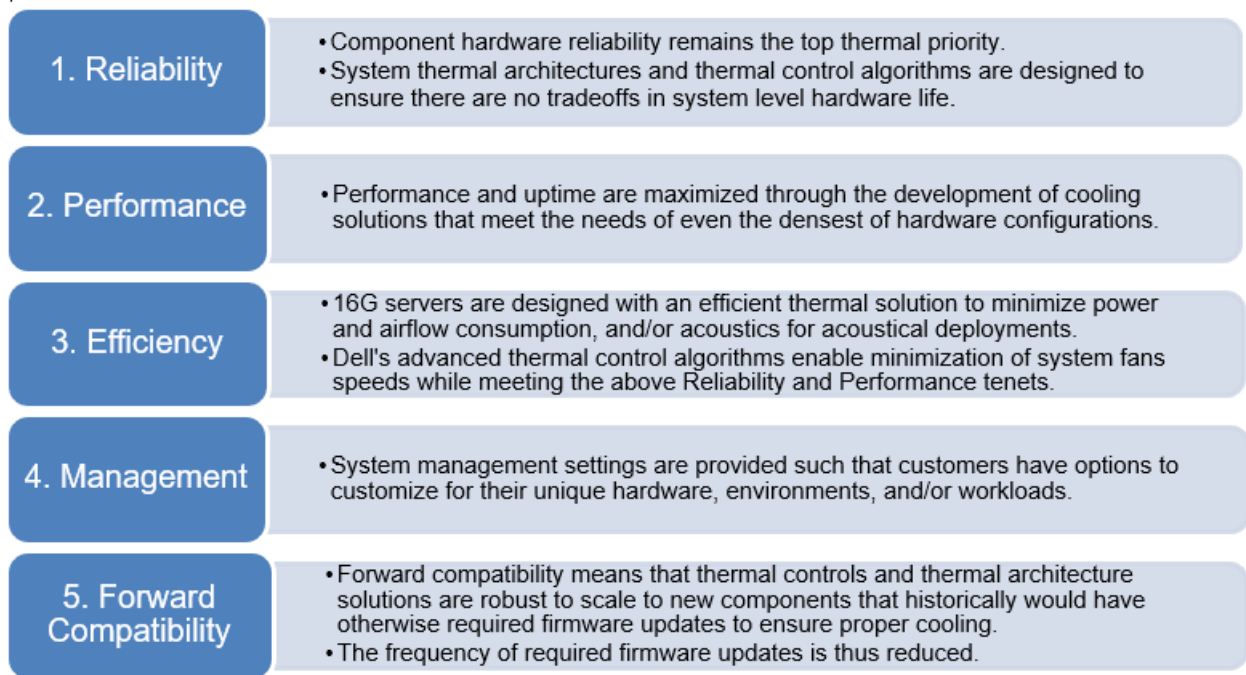 1. Reliability
•Component hardware reliability remains the top thermal priority.
•System thermal architectures and thermal control algorithms are designed to
ensure there are no tradeoffs in system level hardware life.
2. Performance
•Performance and uptime are maximized through the development of cooling
solutions that meet the needs of even the densest of hardware configurations.
3. Efficiency
•16G servers are designed with an efficient thermal solution to minimize power
and airflow consumption, and/or acoustics for acoustical deployments.
•Dell's advanced thermal control algorithms enable minimization of system fans
speeds while meeting the above Reliability and Performance tenets.
4. Management
•System management settings are provided such that customers have options to
customize for their unique hardware, environments, and/or workloads.
5. Forward
Compatibility
•Forward compatibility means that thermal controls and thermal architecture
solutions are robust to scale to new components that historically would have
otherwise required firmware updates to ensure proper cooling.
•The frequency of required firmware updates is thus reduced.